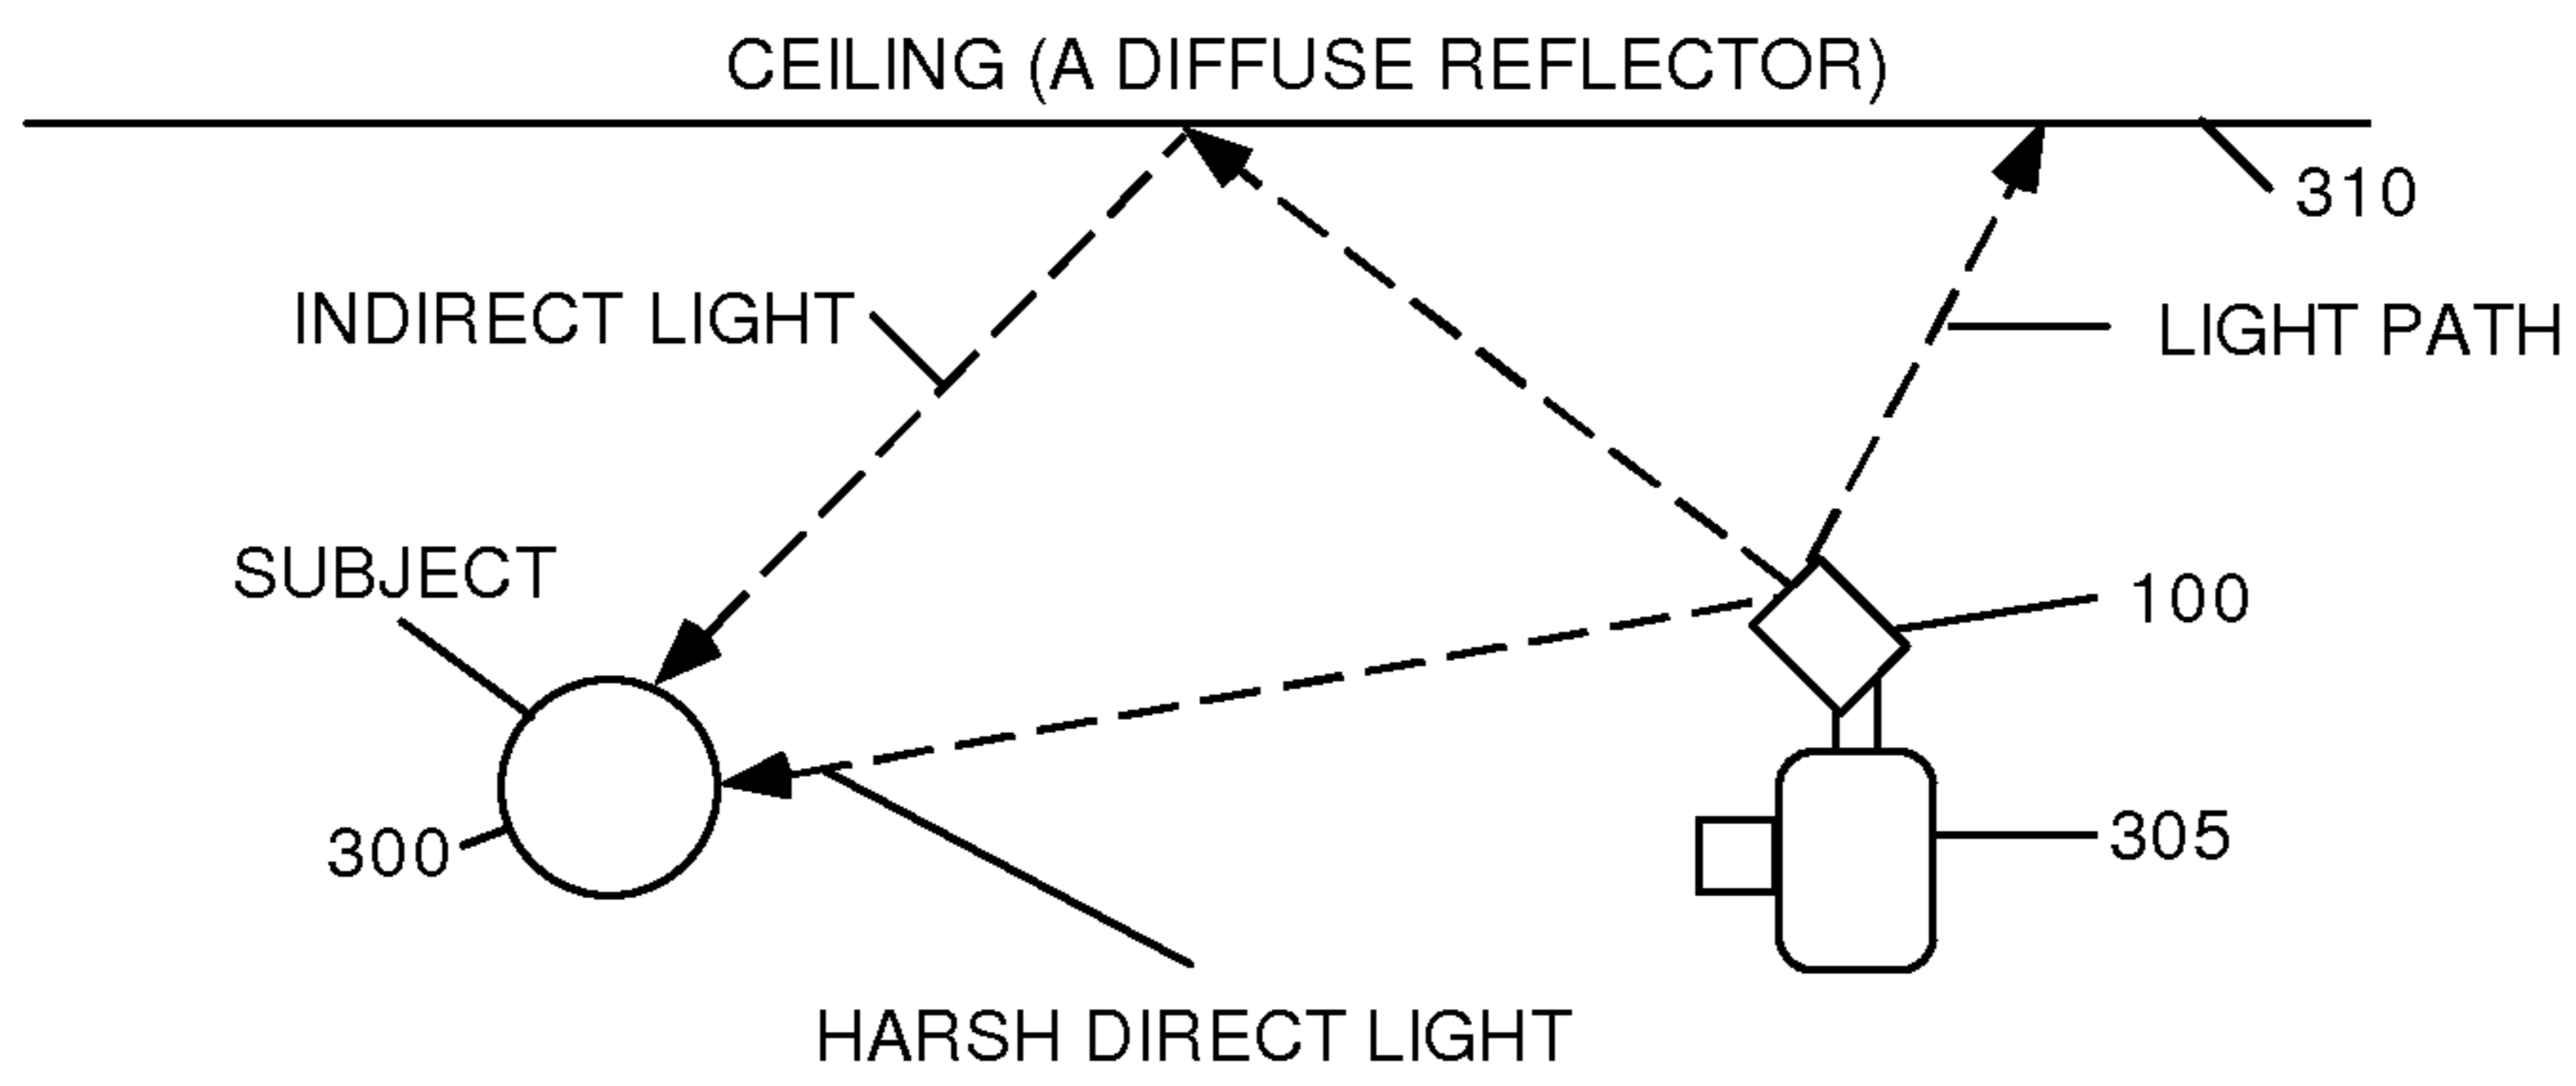 CEILING (A DIFFUSE REFLECTOR)
310
INDIRECT LIGHT
LIGHT PATH
SUBJECT
100
300
305
HARSH DIRECT LIGHT